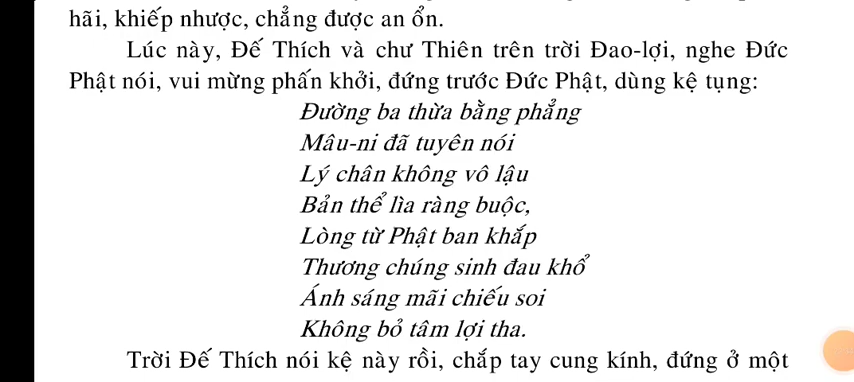 hãi, khiếp nhược, chẳng được an ổn.
Lúc này, Đế Thích và chư Thiên trên trời Đao-lợi, nghe Đức
Phật nói, vui mừng phấn khởi, đứng trước Đức Phật, dùng kệ tụng:
Đường ba thừa bằng phẳng
Mâu-ni đã tuyên nói
Lý chân không vô lậu
Bản thể lìa ràng buộc,
Lòng từ Phật ban khắp
Thương chúng sinh đau khổ
Ánh sáng mãi chiếu soi
Không bỏ tâm lợi tha.
Trời Đế Thích nói kệ này rồi, chắp tay cung kính, đứng ở một